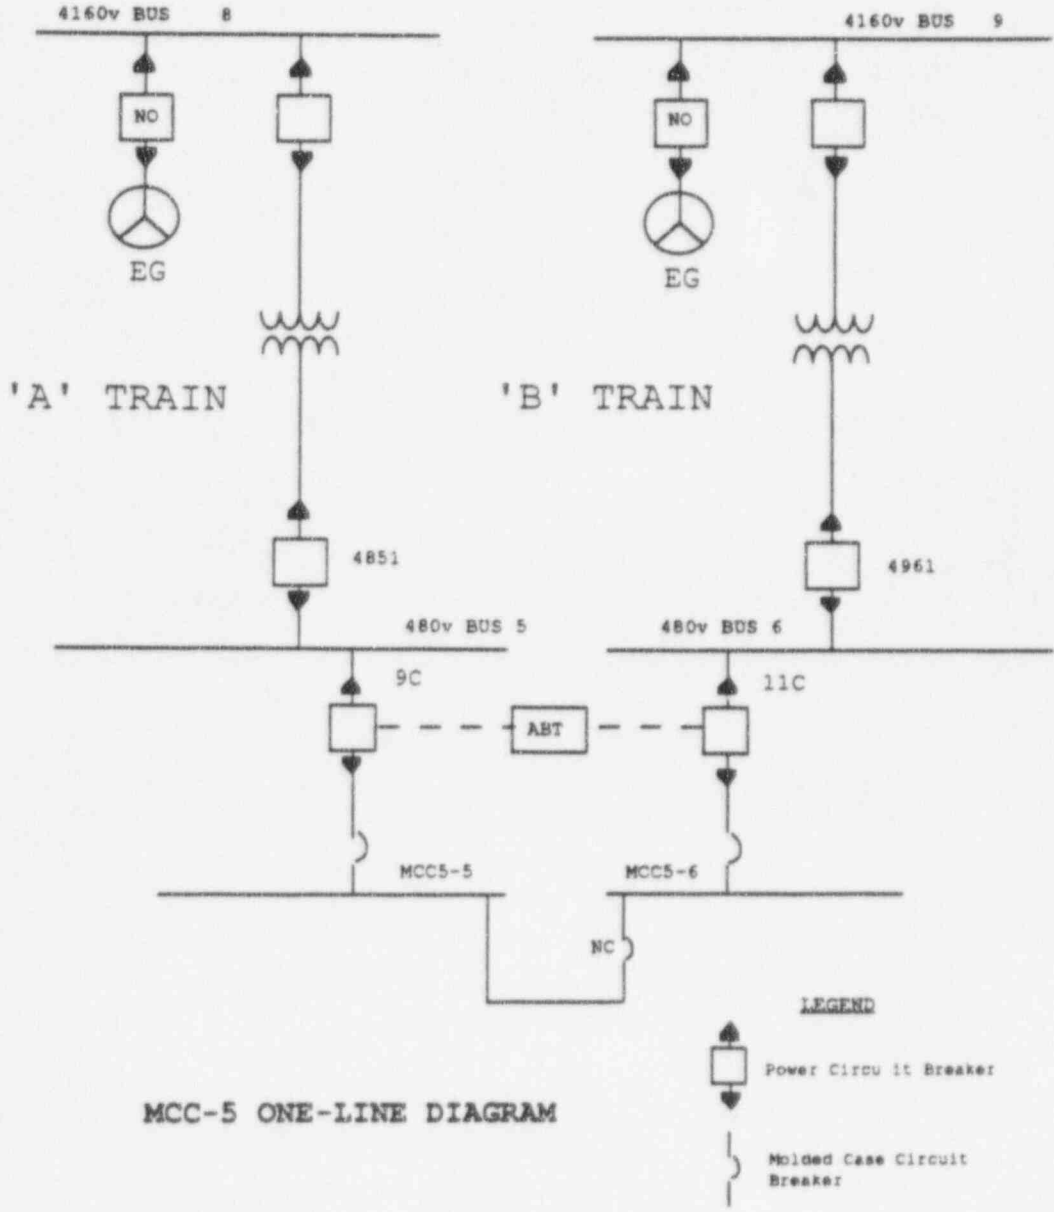 4160v BUS 8
4160v BUS 9
NO
NO
EG
EG
'A' TRAIN
'B' TRAIN
4851
4961
480v BUS 5
480v BUS 6
9C
11C
ABT
MCC5-5
MCC5-6
NC
LEGEND
Power Circu it Breaker
MCC-5 ONE-LINE DIAGRAM
Molded Case Circuit
Breaker